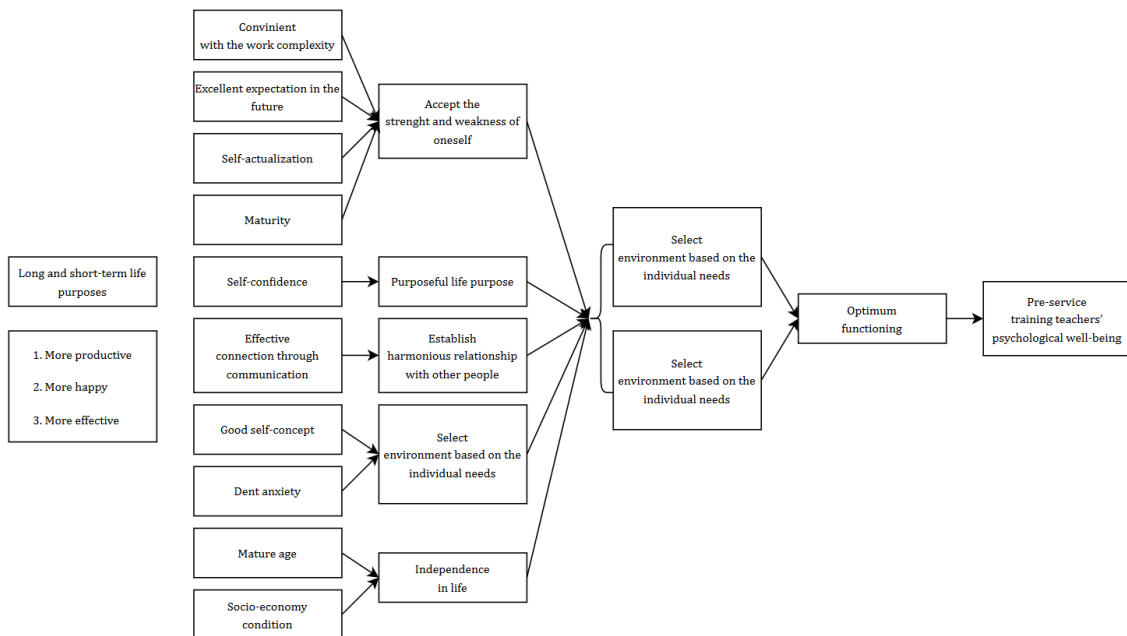 Long and short-term life
purposes
1. More productive
2. More happy
3. More effective
Convinient
with the work complexity
Excellent expectation in the
future
Self-actualization
Maturity
Self-confidence
Effective
connection through
communication
Good self-concept
Dent anxiety
Mature age
Socio-economy
condition
Accept the
strenght and weakness of
oneself
Purposeful life purpose
Establish
harmonious relationship
with other people
Select
environment based on the
individual needs
Independence
in life
Select
environment based on the
individual needs
Select
environment based on the
individual needs
Optimum
functioning
Pre-service
training teachers’
psychological well-being